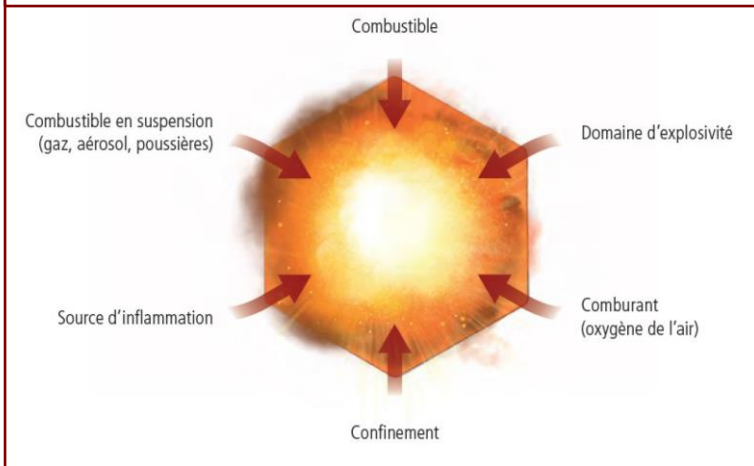 Combustible
Combustible en suspension
(gaz, aérosol, poussières)
Domaine d'explosivité
Source d'inflammation
Comburant
(oxygène de l'air)
Confinement